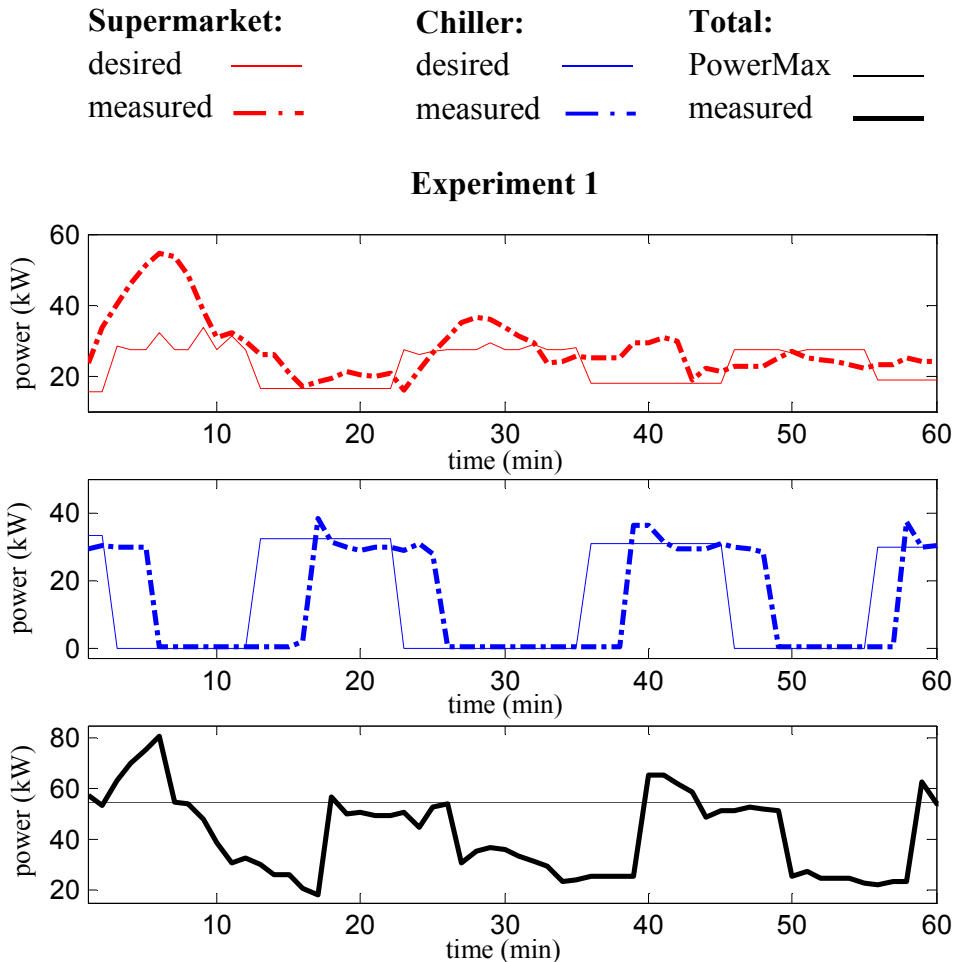 Supermarket: Chiller: Total:
desired desired PowerMax
measured measured measured
Experiment 1
power (kW)
60
40
20
10 20 30 40 50 60
time (min)
power (kW)
40
20
0
10 20 30 40 50 60
time (min)
power (kW)
80
60
40
20
10 20 30 40 50 60
time (min)